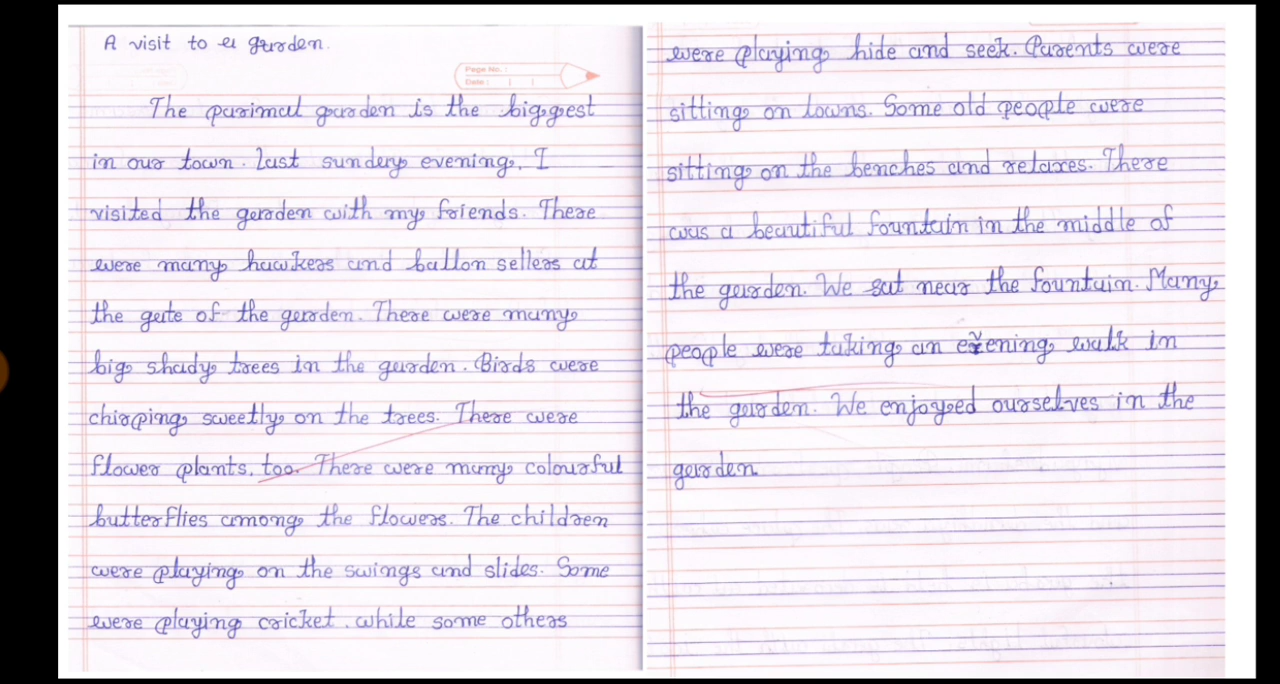 A visit to a garden.
Page No. :
Date :
The parimal garden is the biggest
in our town. Last sunday evening, I
visited the garden with my friends. There
were many hawkers and ballon sellers at
the gate of the garden. There were many
big shady trees in the garden. Birds were
chirping sweetly on the trees. There were
flower plants, too. There were many colourful
butterflies among the flowers. The children
were playing on the swings and slides. Some
were playing cricket. while some others
were playing hide and seek. Parents were
sitting on lowns. Some old people were
sitting on the benches and relaxes. There
was a beautiful fountain in the middle of
the garden. We sat near the fountain. Many
people were taking an evening walk in
the garden. We enjoyed ourselves in the
garden.